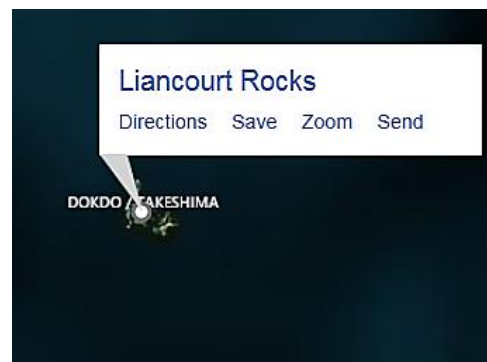 Liancourt Rocks
Directions Save Zoom Send
DOKDO / TAKESHIMA